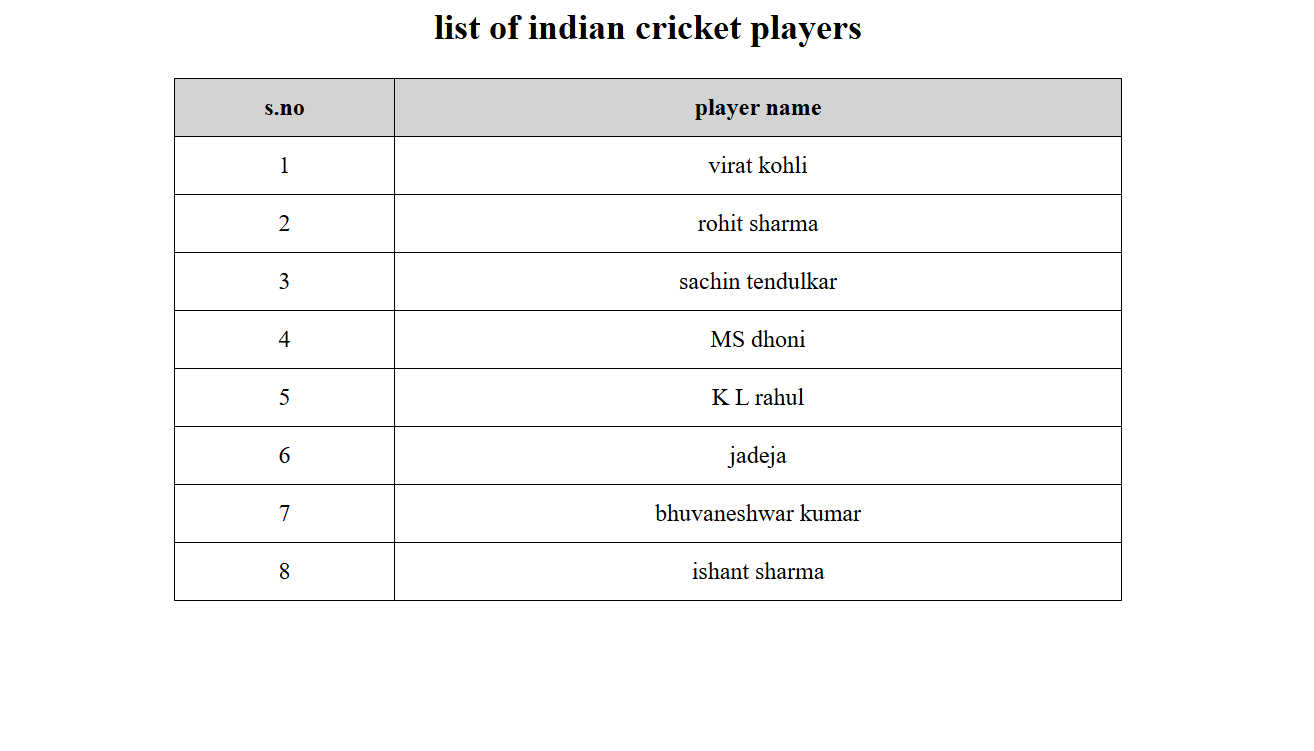 list of indian cricket players
s.no player name
1 virat kohli
2 rohit sharma
3 sachin tendulkar
4 MS dhoni
5 K L rahul
6 jadeja
7 bhuvaneshwar kumar
8 ishant sharma